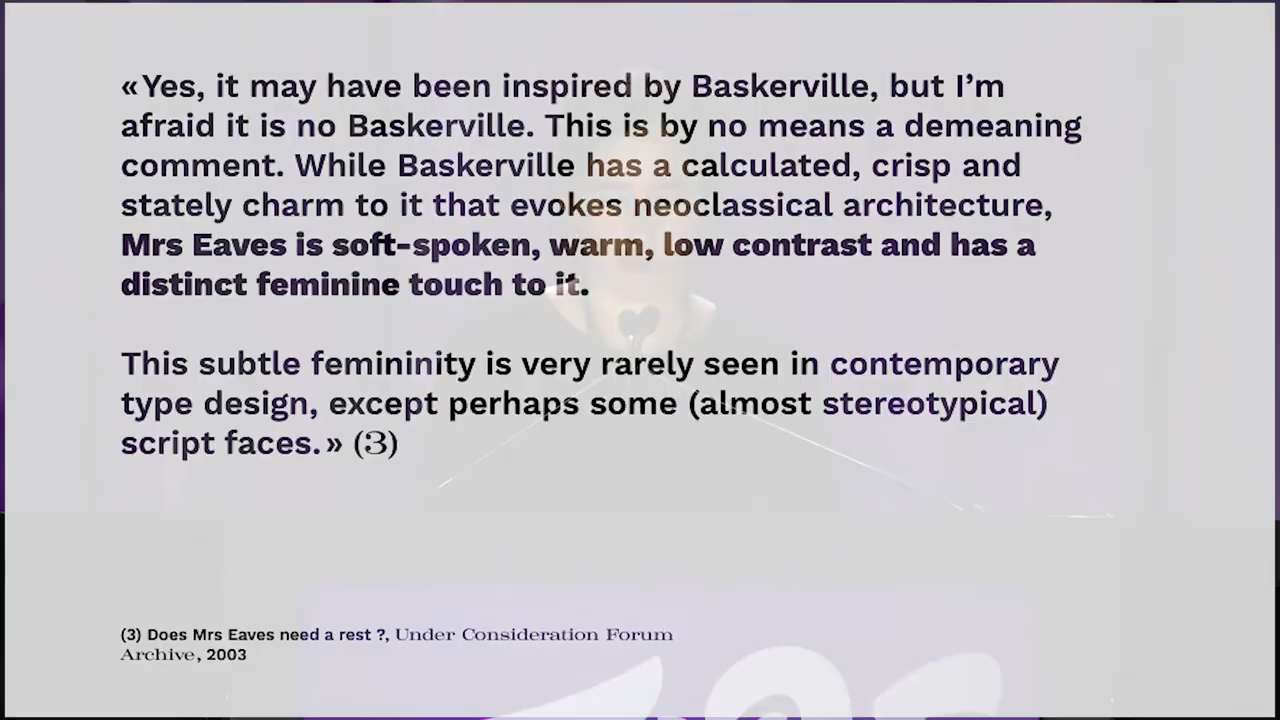 «Yes, it may have been inspired by Baskerville, but I’m
afraid it is no Baskerville. This is by no means a demeaning
comment. While Baskerville has a calculated, crisp and
stately charm to it that evokes neoclassical architecture,
Mrs Eaves is soft-spoken, warm, low contrast and has a
distinct feminine touch to it.
This subtle femininity is very rarely seen in contemporary
type design, except perhaps some (almost stereotypical)
script faces.» (3)
(3) Does Mrs Eaves need a rest ?, Under Consideration Forum
Archive, 2003